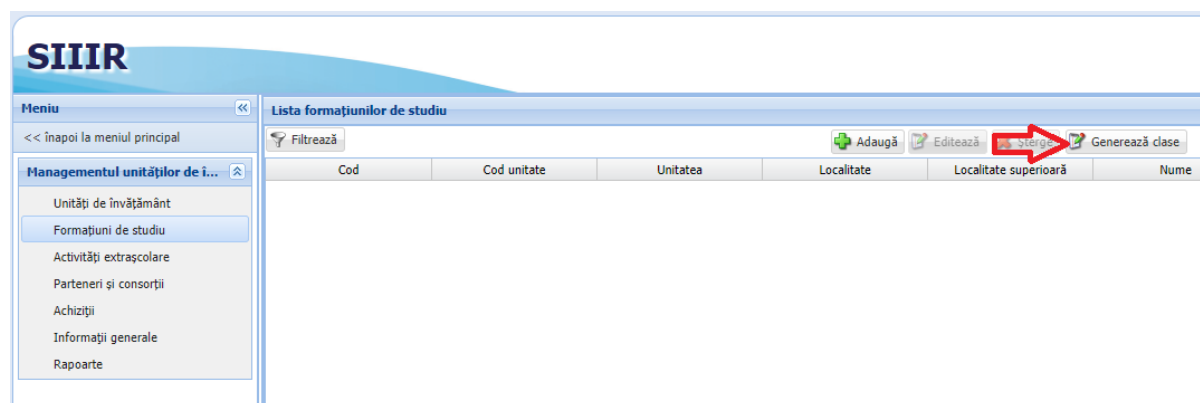 SIIIR
Meniu
<< înapoi la meniul principal
Managementul unităților de î...
Unități de învățământ
Formațiuni de studiu
Activități extrașcolare
Parteneri și consorții
Achiziții
Informații generale
Rapoarte
Lista formațiunilor de studiu
Filtrează Adaugă Editează Șterge Generează clase
Cod Cod unitate Unitatea Localitate Localitate superioară Nume